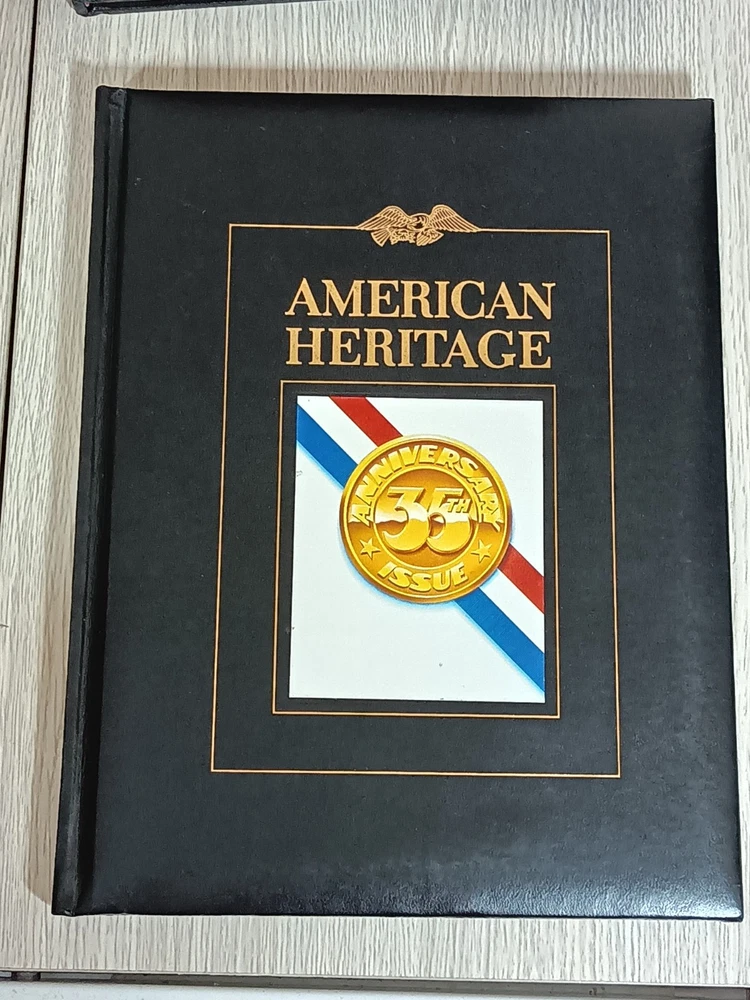 AMERICAN
HERITAGE
ANNIVERSARY
35TH
ISSUE